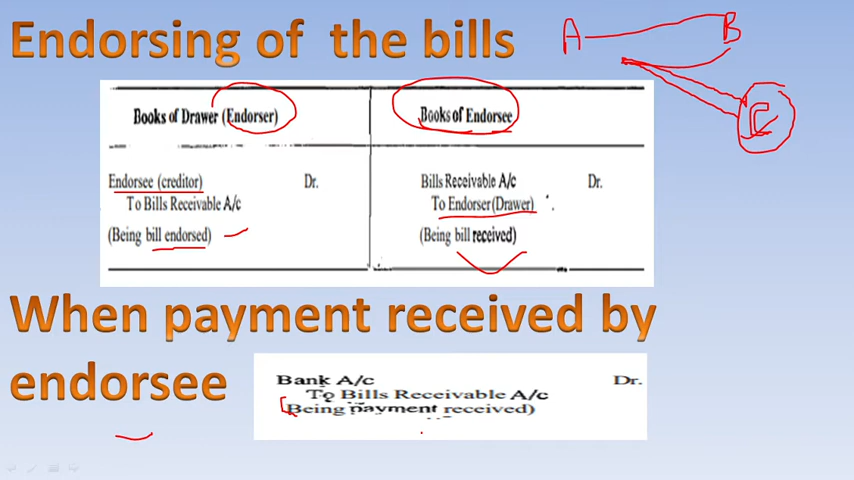 Endorsing of the bills
A B
C
Books of Drawer (Endorser) Books of Endorsee
Endorsee (creditor) Dr. Bills Receivable A/c Dr.
To Bills Receivable A/c To Endorser (Drawer)
(Being bill endorsed) (Being bill received)
When payment received by
endorsee
Bank A/c Dr.
To Bills Receivable A/c
(Being payment received)